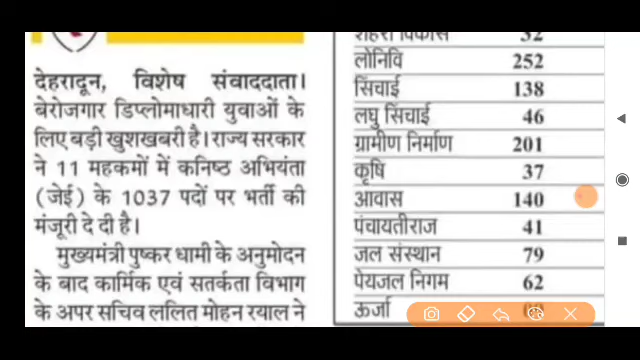 देहरादून, विशेष संवाददाता।
बेरोजगार डिप्लोमाधारी युवाओं के
लिए बड़ी खुशखबरी है। राज्य सरकार
ने 11 महकमों में कनिष्ठ अभियंता
(जेई) के 1037 पदों पर भर्ती की
मंजूरी दे दी है।
मुख्यमंत्री पुष्कर धामी के अनुमोदन
के बाद कार्मिक एवं सतर्कता विभाग
के अपर सचिव ललित मोहन रयाल ने
शहरी विकास 32
लोनिवि 252
सिंचाई 138
लघु सिंचाई 46
ग्रामीण निर्माण 201
कृषि 37
आवास 140
पंचायतीराज 41
जल संस्थान 79
पेयजल निगम 62
ऊर्जा